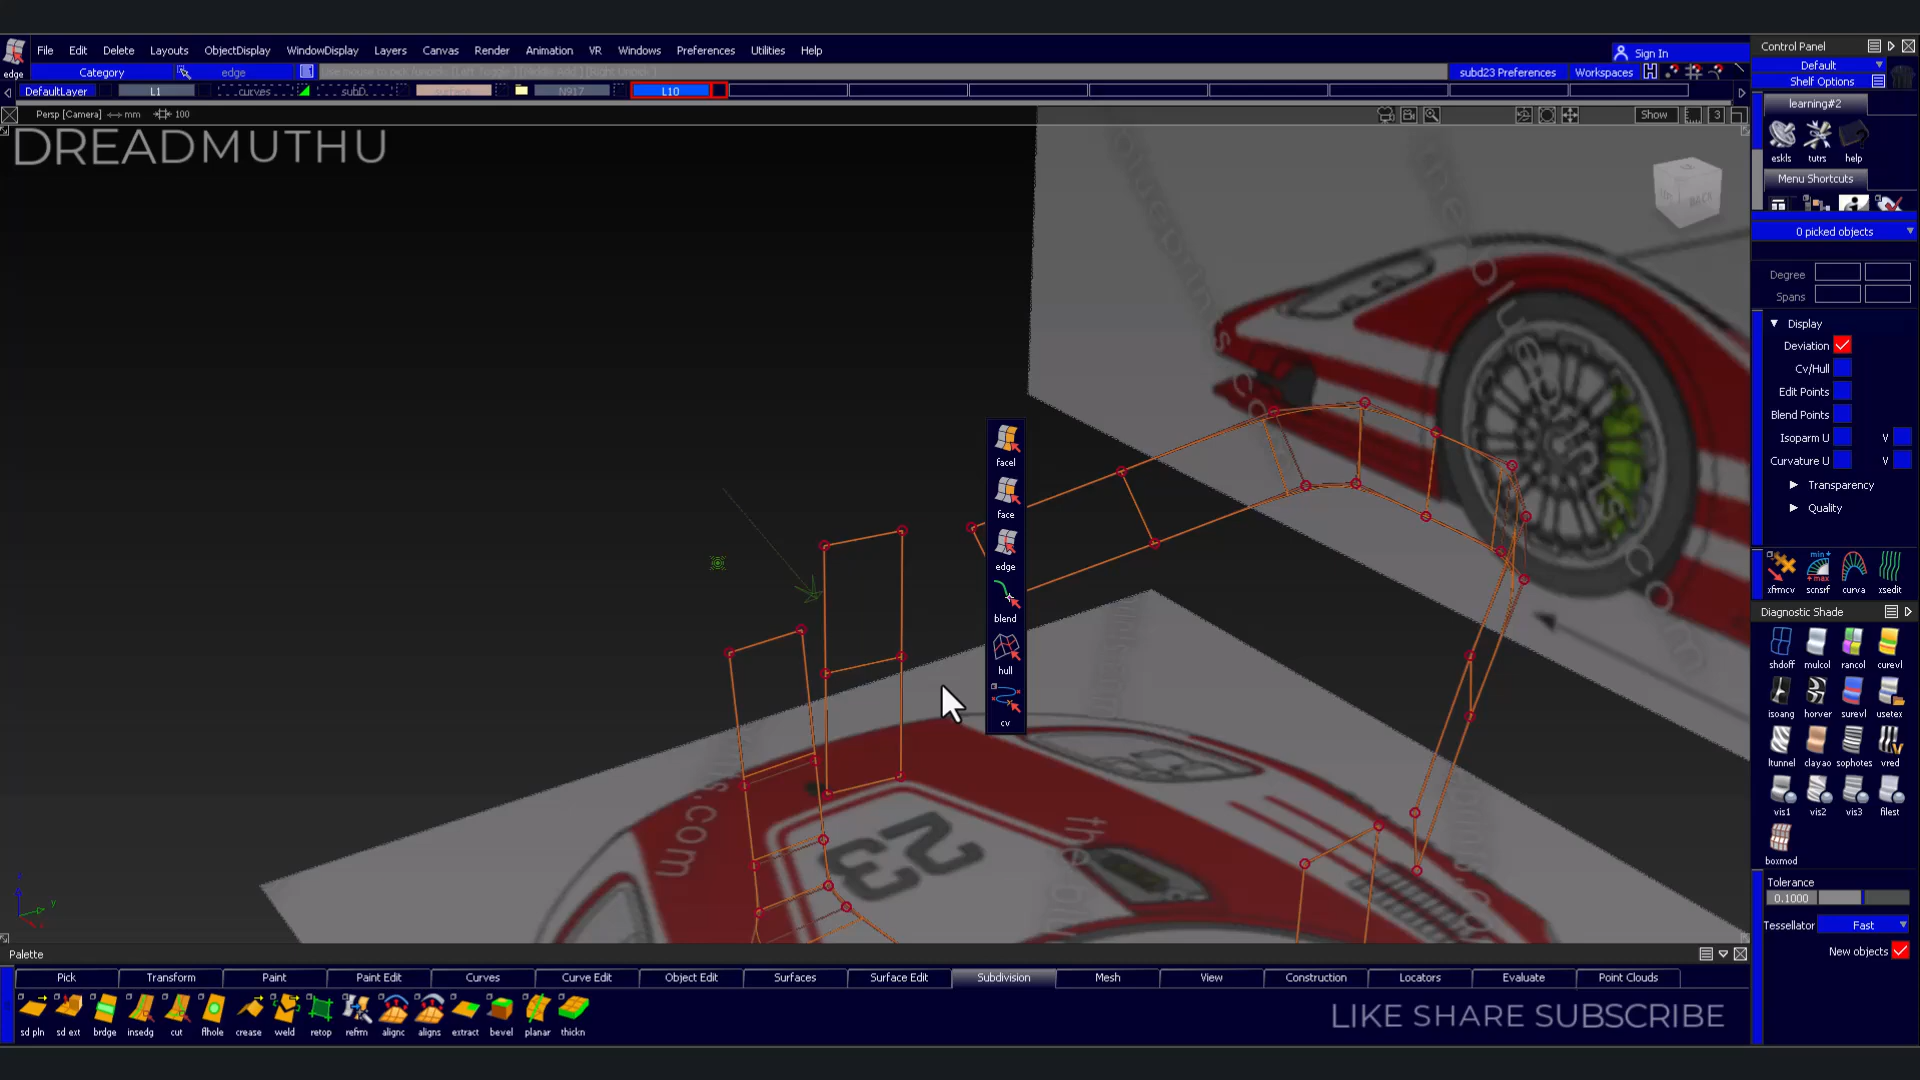 File Edit Delete Layouts ObjectDisplay WindowDisplay Layers Canvas Render Animation VR Windows Preferences Utilities Help
Sign In
edge
Category
edge
subd23 Preferences
Workspaces
DefaultLayer
L1
curves
subD
surface
N917
L10
Persp [Camera]
mm
100
Show
3
DREADMUTHU
BACK
facel
face
edge
blend
hull
cv
23
Control Panel
Default
Shelf Options
learning#2
eskls
tutrs
help
Menu Shortcuts
0 picked objects
Degree
Spans
Display
Deviation
Cv/Hull
Edit Points
Blend Points
Isoparm U
V
Curvature U
V
Transparency
Quality
min+
+max
xfrmcv
scnsrf
curva
xsedit
Diagnostic Shade
shdoff
mulcol
rancol
curevl
isoang
horver
surevl
usetex
ltunnel
clayao
sophotes
vred
vis1
vis2
vis3
filest
boxmod
Tolerance
0.1000
Tessellator
Fast
New objects
Palette
Pick Transform Paint Paint Edit Curves Curve Edit Object Edit Surfaces Surface Edit Subdivision Mesh View Construction Locators Evaluate Point Clouds
sd pln
sd ext
brdge
insedg
cut
flhole
crease
weld
retop
refrm
alignc
aligns
extract
bevel
planar
thickn
LIKE SHARE SUBSCRIBE